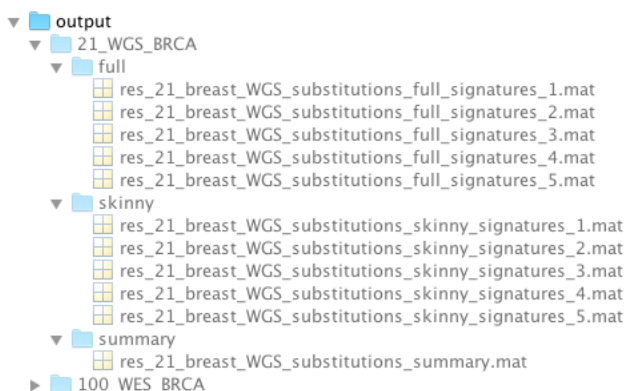 output
21_WGS_BRCA
full
res_21_breast_WGS_substitutions_full_signatures_1.mat
res_21_breast_WGS_substitutions_full_signatures_2.mat
res_21_breast_WGS_substitutions_full_signatures_3.mat
res_21_breast_WGS_substitutions_full_signatures_4.mat
res_21_breast_WGS_substitutions_full_signatures_5.mat
skinny
res_21_breast_WGS_substitutions_skinny_signatures_1.mat
res_21_breast_WGS_substitutions_skinny_signatures_2.mat
res_21_breast_WGS_substitutions_skinny_signatures_3.mat
res_21_breast_WGS_substitutions_skinny_signatures_4.mat
res_21_breast_WGS_substitutions_skinny_signatures_5.mat
summary
res_21_breast_WGS_substitutions_summary.mat
100_WES_BRCA